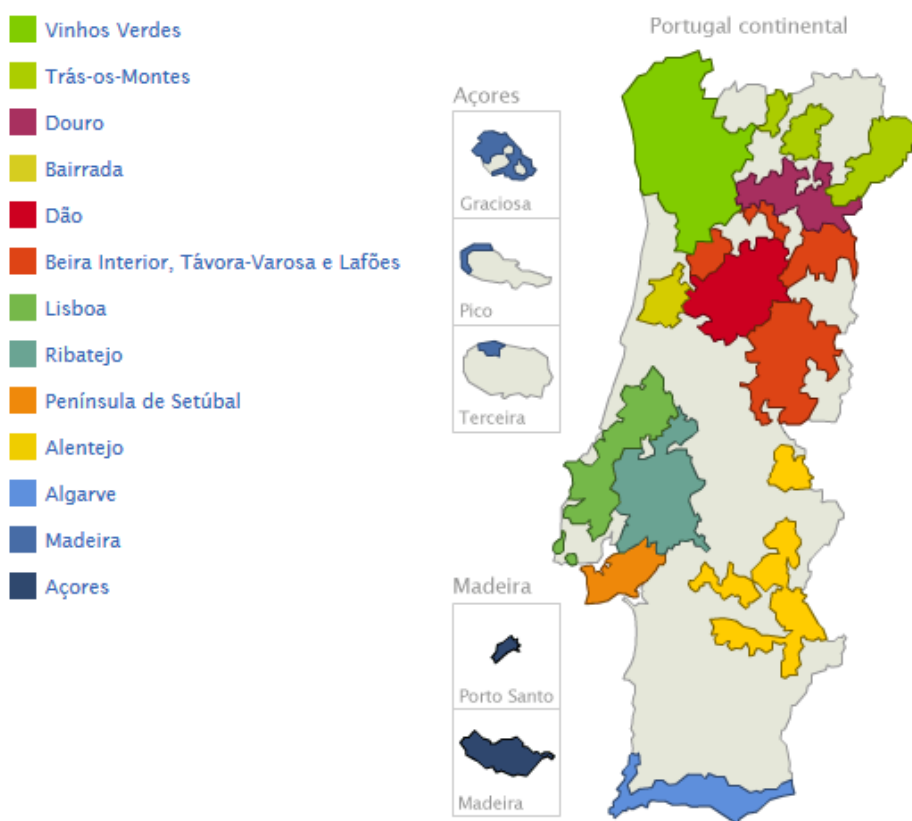 Vinhos Verdes
Trás-os-Montes
Douro
Bairrada
Dão
Beira Interior, Távora-Varosa e Lafões
Lisboa
Ribatejo
Península de Setúbal
Alentejo
Algarve
Madeira
Açores
Portugal continental
Açores
Graciosa
Pico
Terceira
Madeira
Porto Santo
Madeira